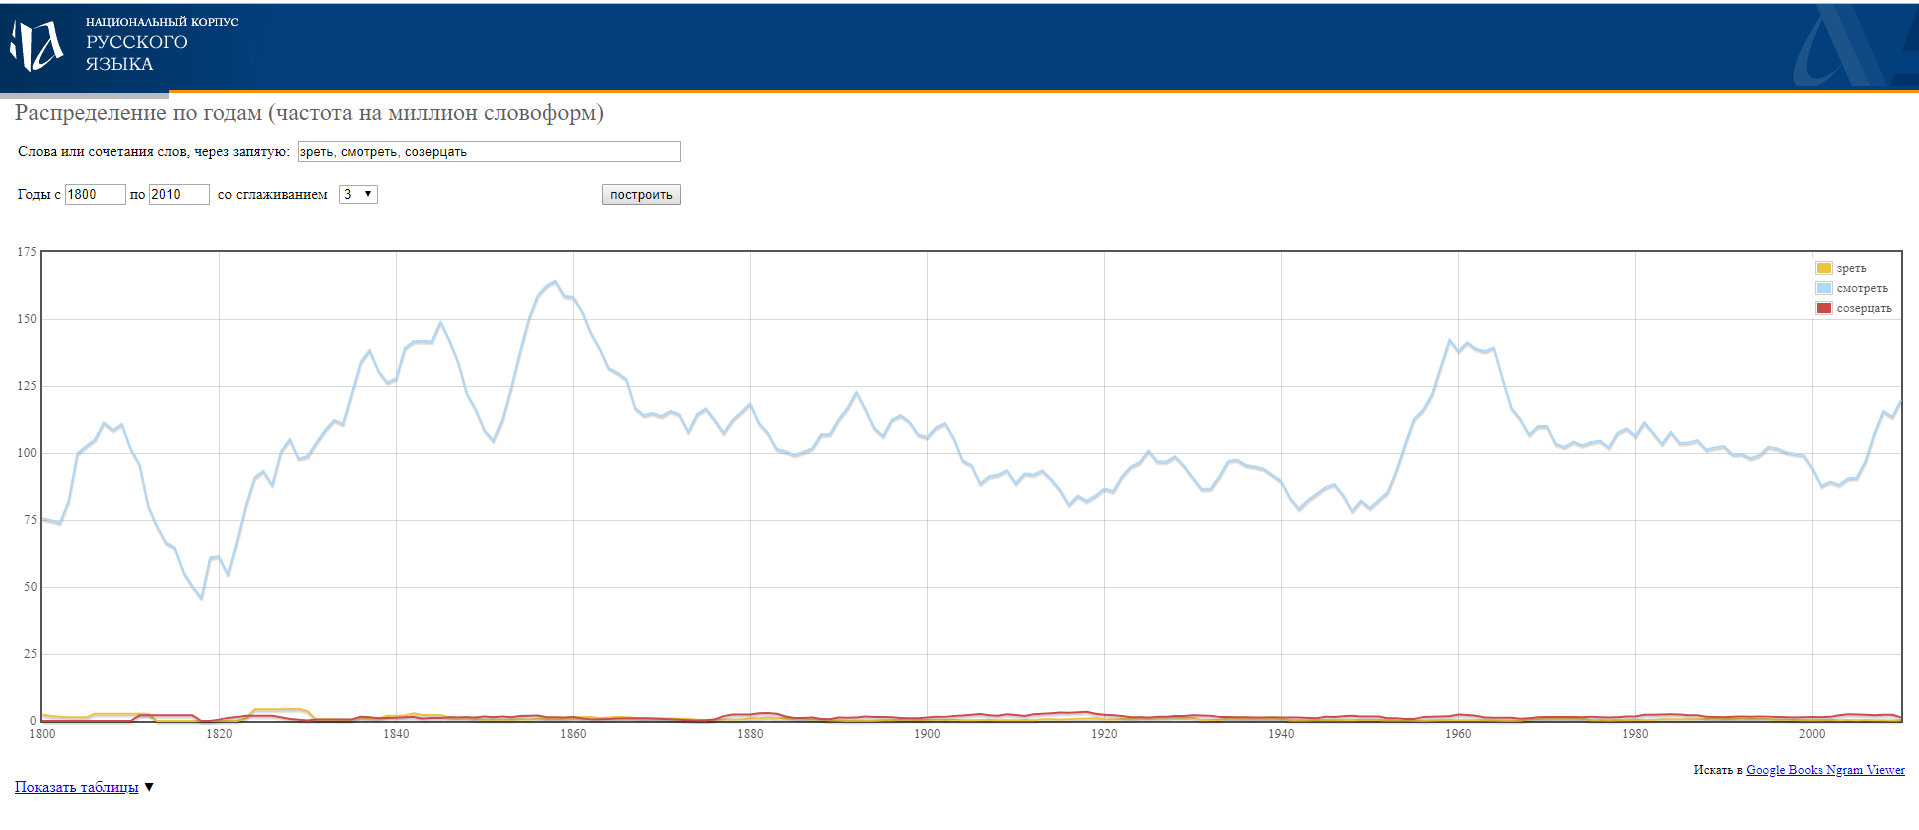 НАЦИОНАЛЬНЫЙ КОРПУС
РУССКОГО
ЯЗЫКА
Распределение по годам (частота на миллион словоформ)
Слова или сочетания слов, через запятую: зреть, смотреть, созерцать
Годы с 1800 по 2010 со сглаживанием 3 построить
175
150
125
100
75
50
25
0
зреть
смотреть
созерцать
1800 1820 1840 1860 1880 1900 1920 1940 1960 1980 2000
Искать в Google Books Ngram Viewer
Показать таблицы ▼